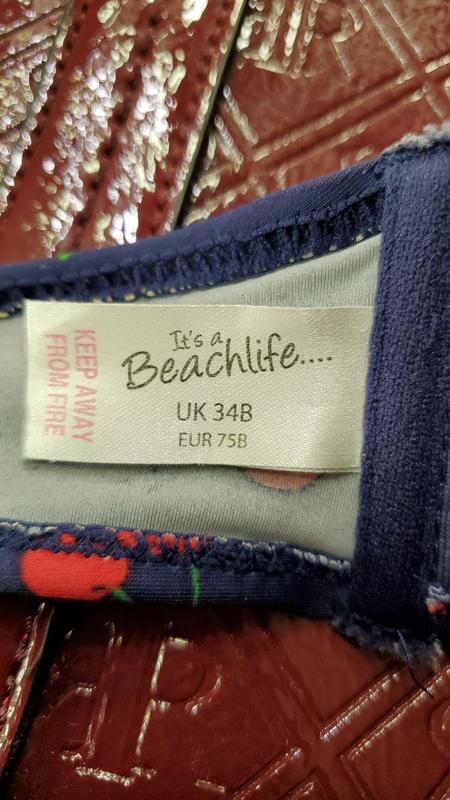 It's a
Beachlife....
UK 34B
EUR 75B
KEEP AWAY
FROM FIRE